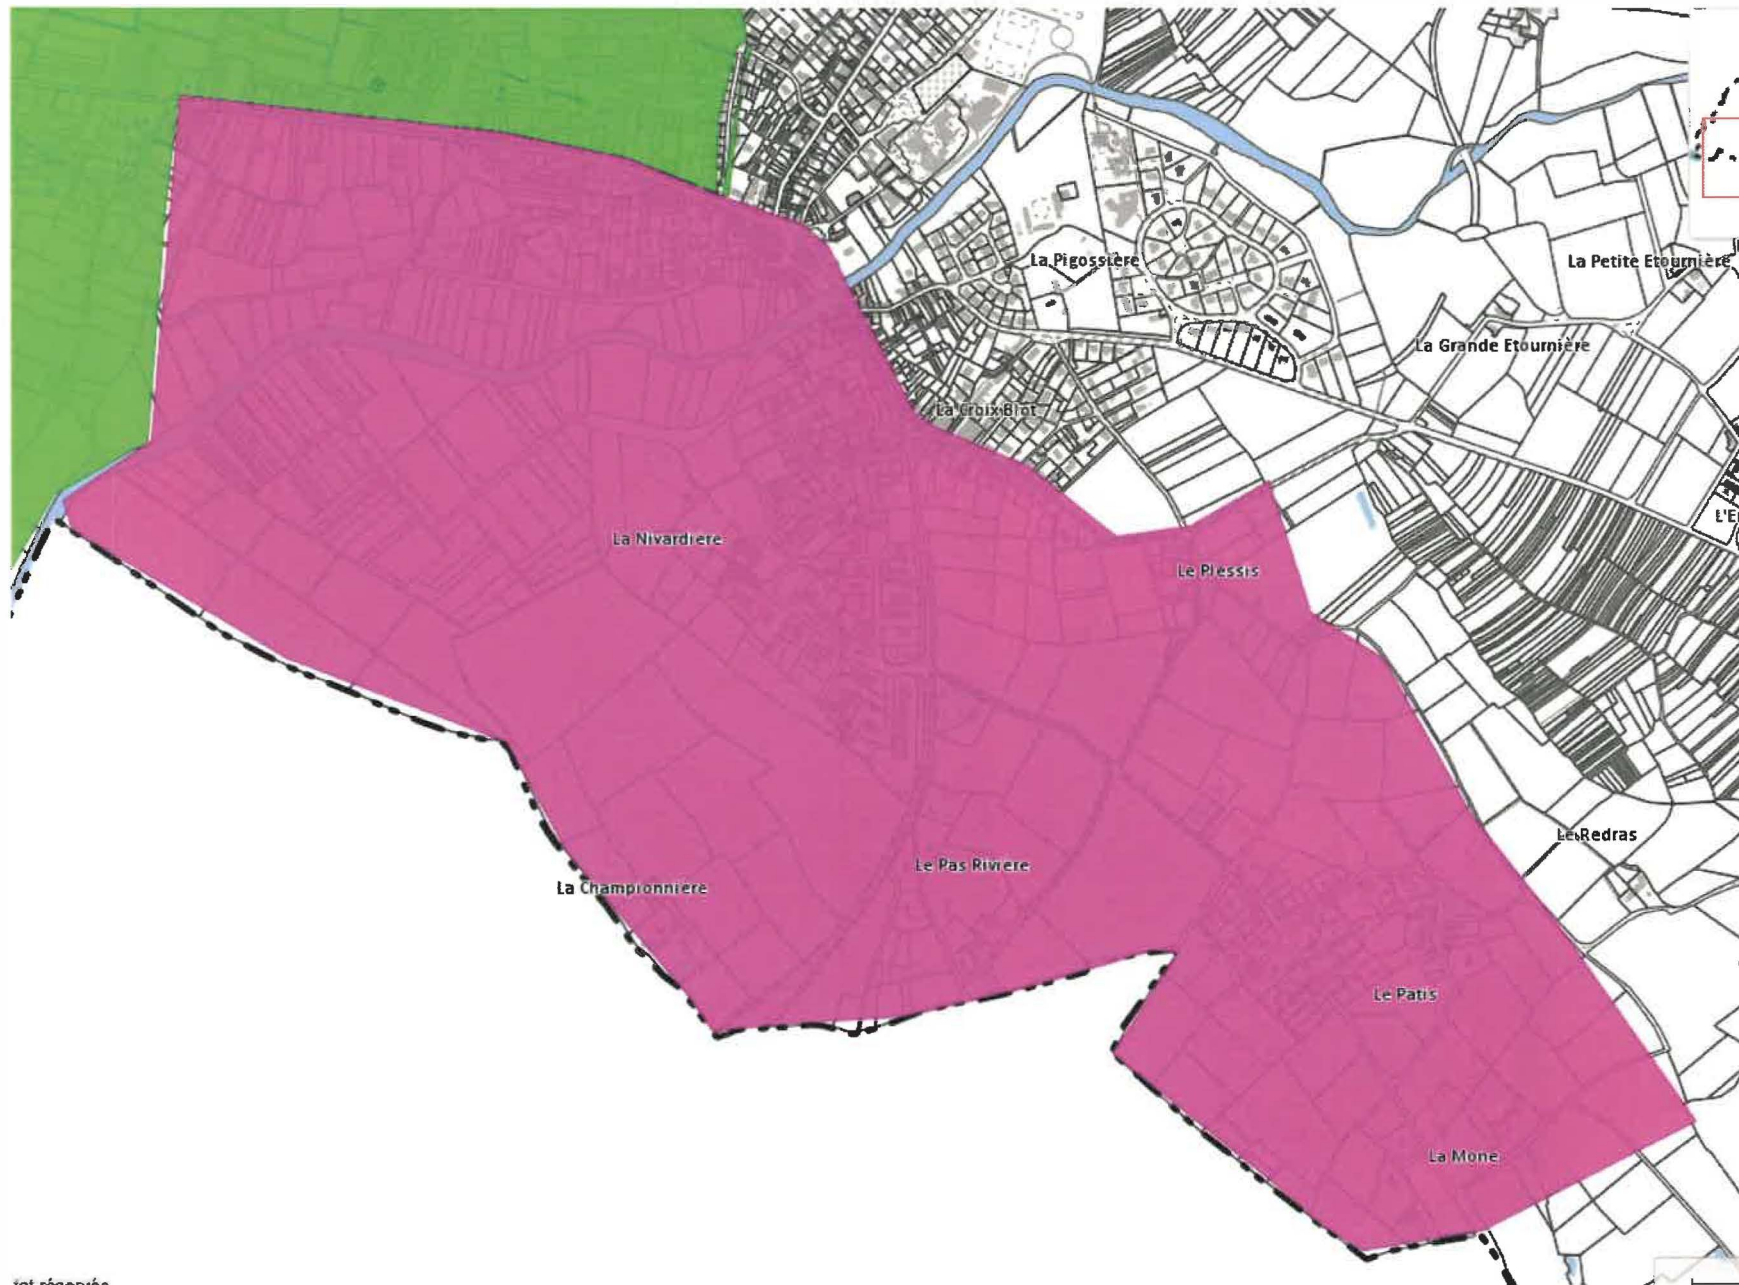 La Pigossière
La Petite Etournière
La Grande Etournière
La Croix Blot
L'E
La Nivardière
Le Plessis
Le Redras
Le Pas Rivière
La Championnière
Le Patis
La Mone